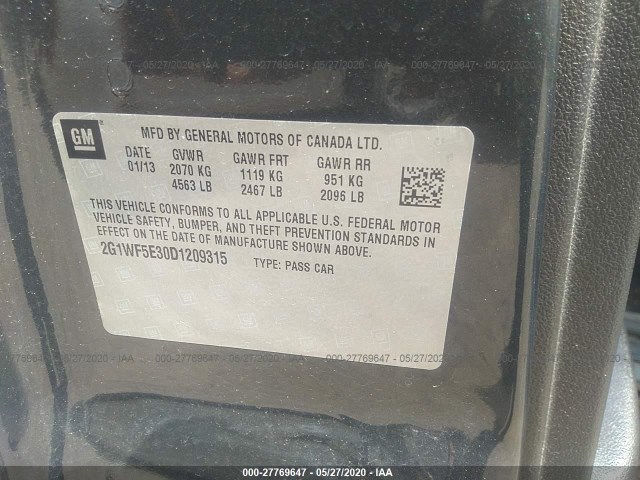 GM
MFD BY GENERAL MOTORS OF CANADA LTD.
DATE GVWR GAWR FRT GAWR RR
01/13 2070 KG 1119 KG 951 KG
4563 LB 2467 LB 2096 LB
THIS VEHICLE CONFORMS TO ALL APPLICABLE U.S. FEDERAL MOTOR
VEHICLE SAFETY, BUMPER, AND THEFT PREVENTION STANDARDS IN
EFFECT ON THE DATE OF MANUFACTURE SHOWN ABOVE.
2G1WF5E30D1209315 TYPE: PASS CAR
000-27769647 - 05/27/2020 - IAA